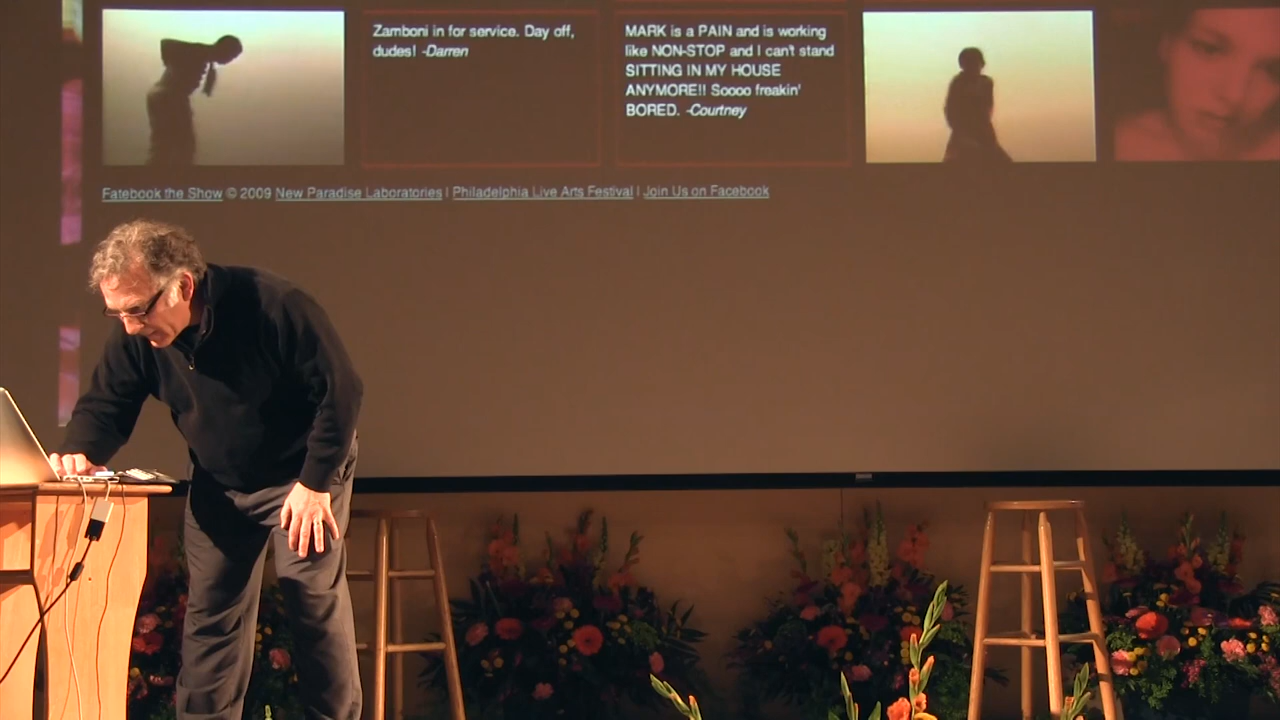 Zamboni in for service. Day off,
dudes! -Darren
MARK is a PAIN and is working
like NON-STOP and I can't stand
SITTING IN MY HOUSE
ANYMORE!! Soooo freakin'
BORED. -Courtney
Fatebook the Show © 2009 New Paradise Laboratories | Philadelphia Live Arts Festival | Join Us on Facebook